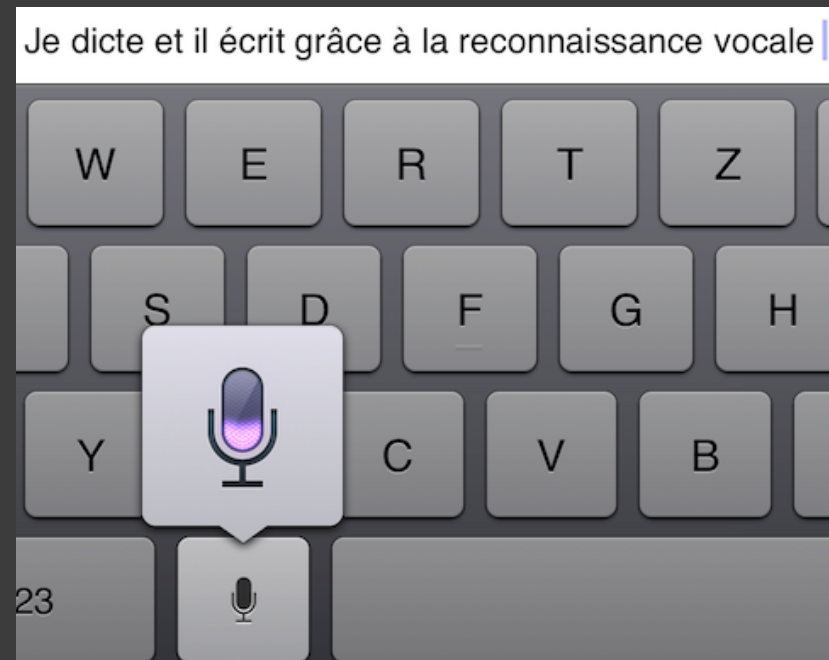 Je dicte et il écrit grâce à la reconnaissance vocale
W E R T Z
S D F G H
Y C V B
23